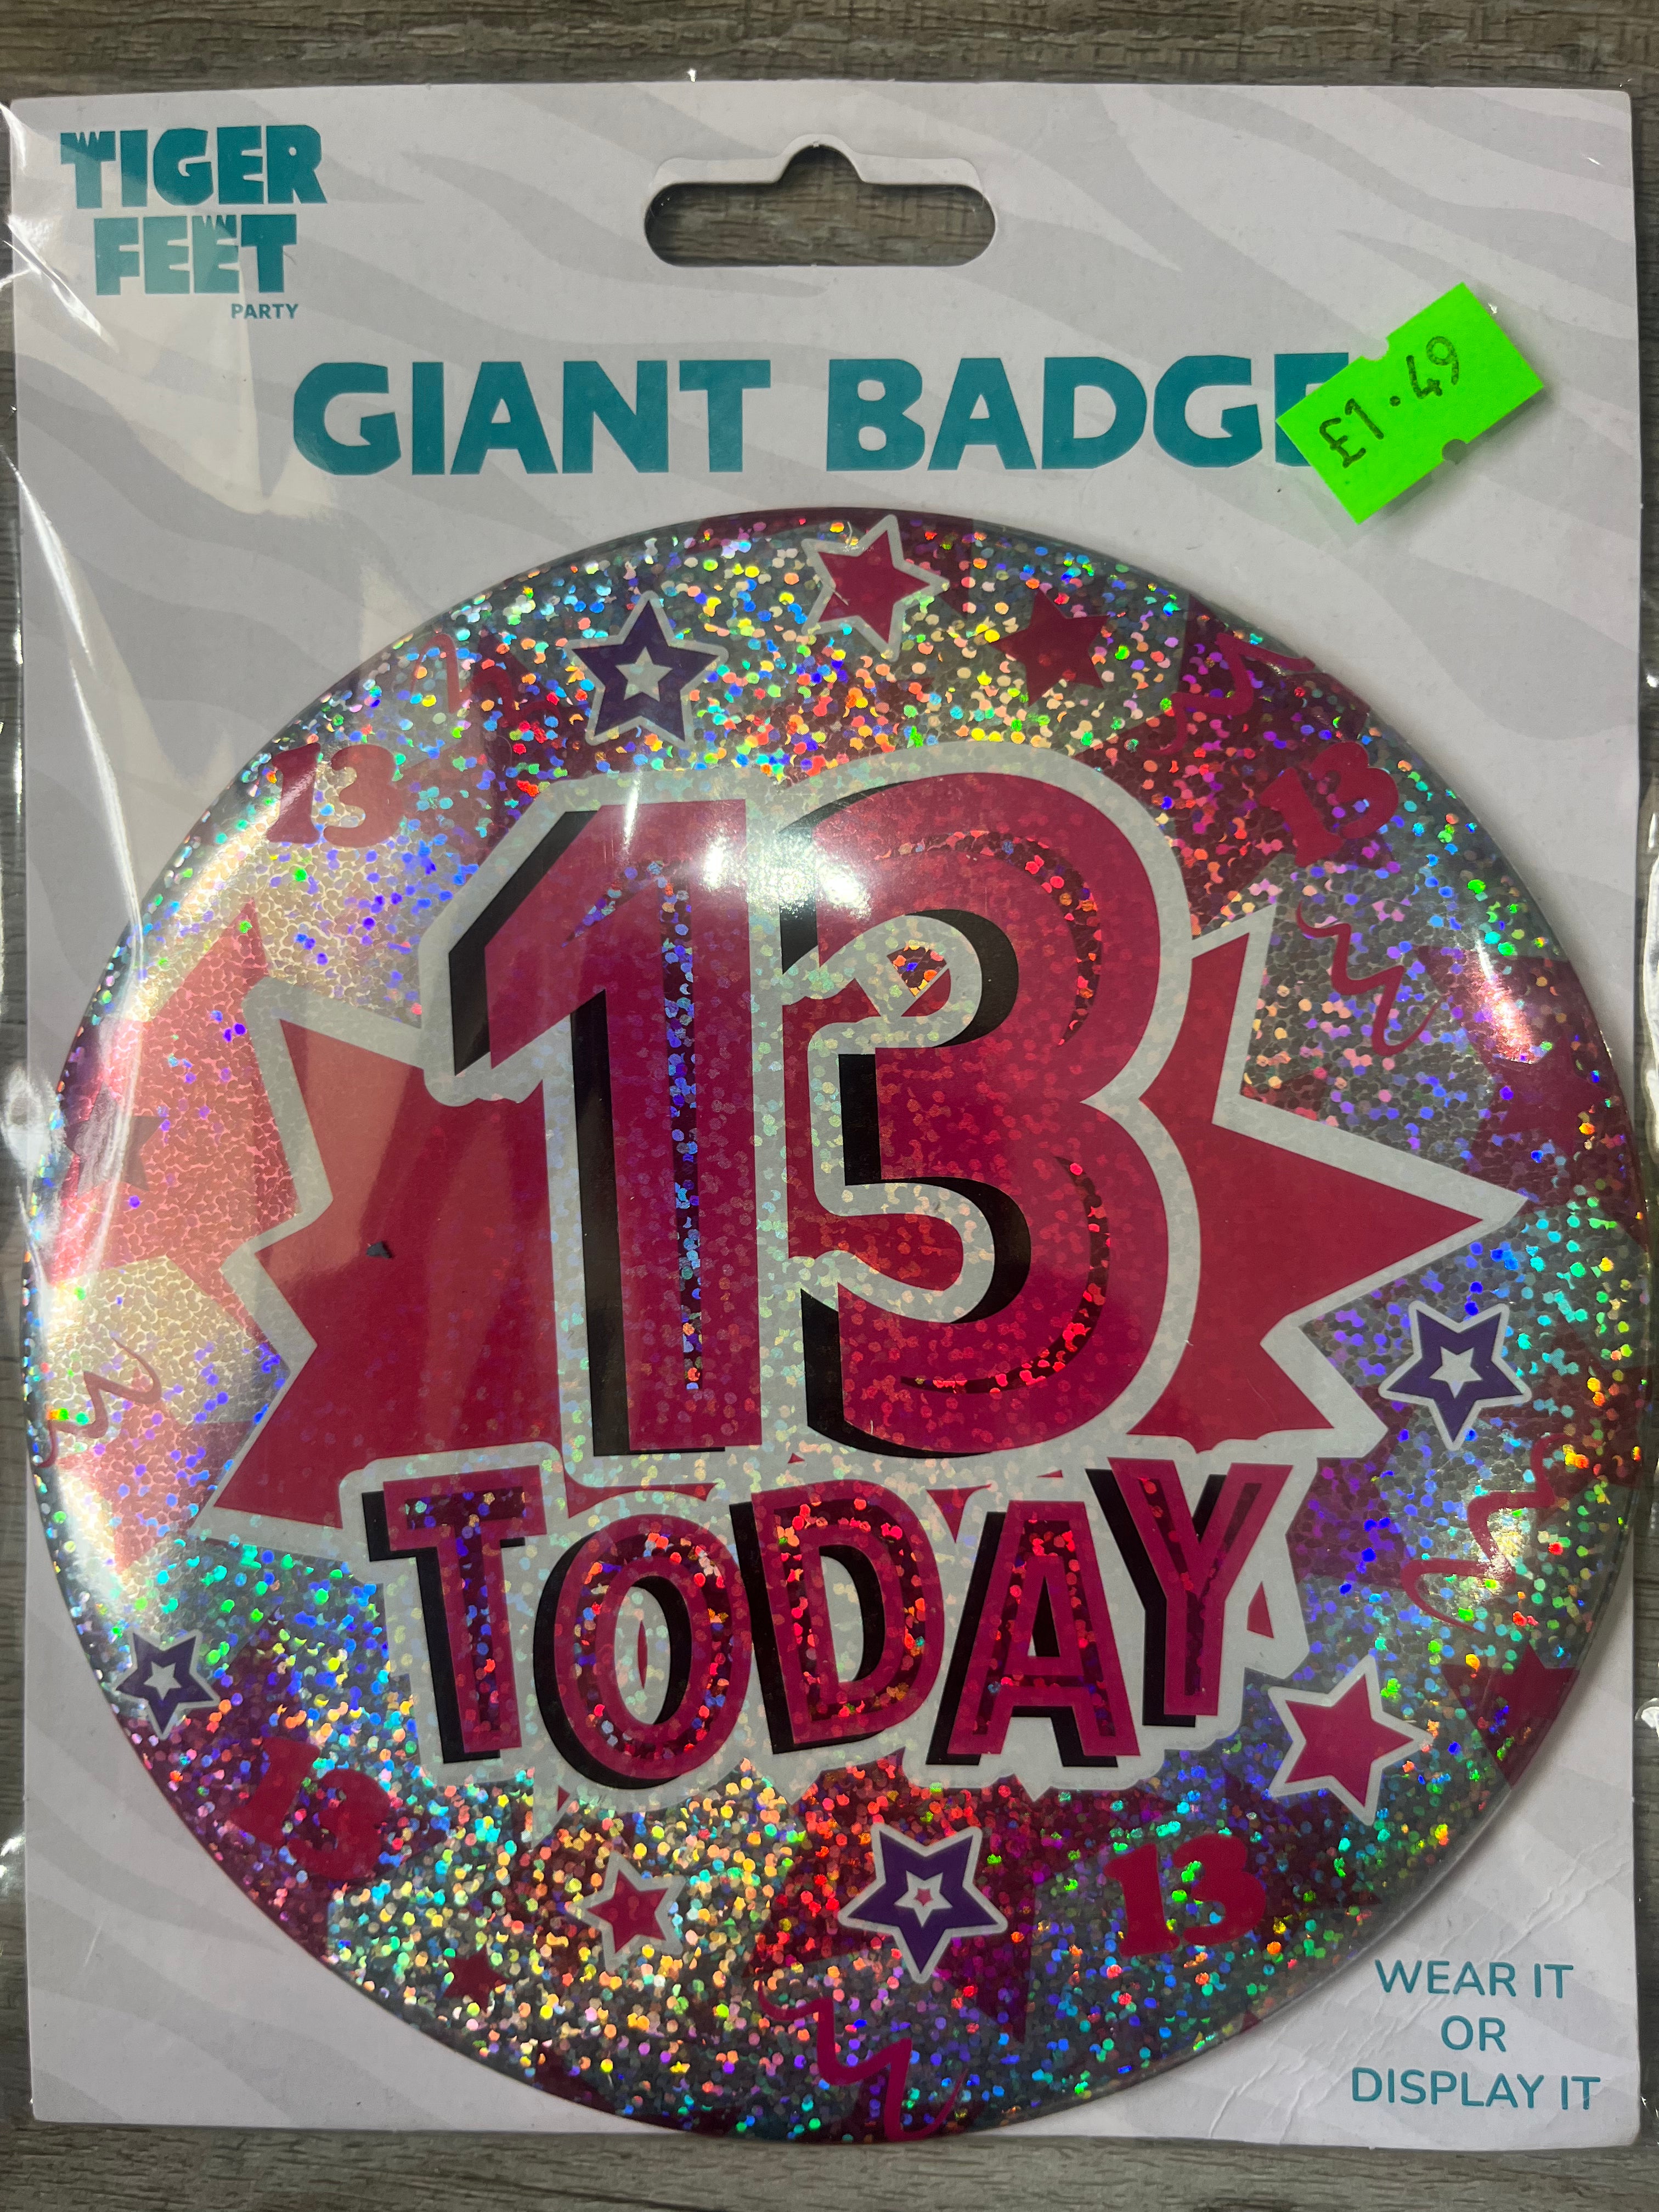 TIGER
FEET
PARTY
GIANT BADGE
£1.49
13
13
13
TODAY
13
13
WEAR IT
OR
DISPLAY IT